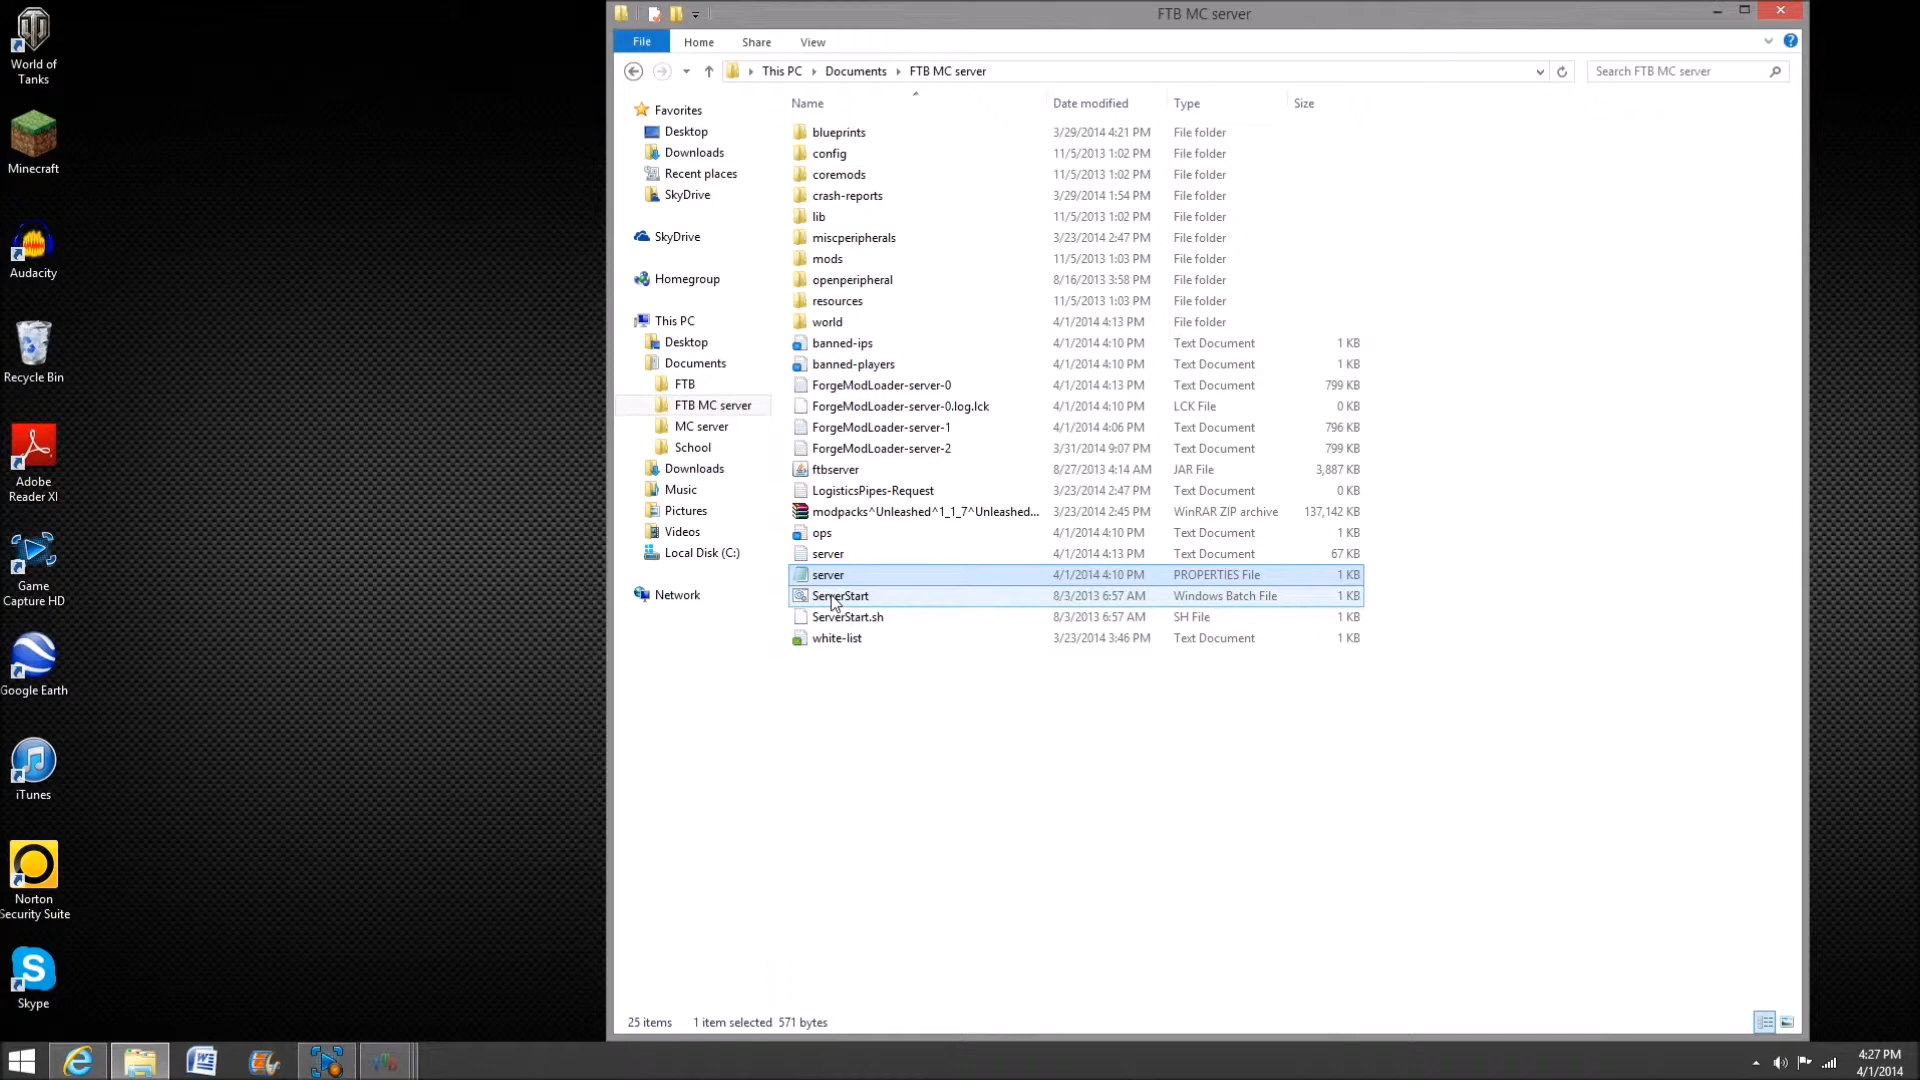 FTB MC server
File Home Share View
This PC Documents FTB MC server
Search FTB MC server
Name Date modified Type Size
blueprints 3/29/2014 4:21 PM File folder
config 11/5/2013 1:02 PM File folder
coremods 11/5/2013 1:02 PM File folder
crash-reports 3/29/2014 1:54 PM File folder
lib 11/5/2013 1:02 PM File folder
miscperipherals 3/23/2014 2:47 PM File folder
mods 11/5/2013 1:03 PM File folder
openperipheral 8/16/2013 3:58 PM File folder
resources 11/5/2013 1:03 PM File folder
world 4/1/2014 4:13 PM File folder
banned-ips 4/1/2014 4:10 PM Text Document 1 KB
banned-players 4/1/2014 4:10 PM Text Document 1 KB
ForgeModLoader-server-0 4/1/2014 4:13 PM Text Document 799 KB
ForgeModLoader-server-0.log.lck 4/1/2014 4:10 PM LCK File 0 KB
ForgeModLoader-server-1 4/1/2014 4:06 PM Text Document 796 KB
ForgeModLoader-server-2 3/31/2014 9:07 PM Text Document 799 KB
ftbserver 8/27/2013 4:14 AM JAR File 3,887 KB
LogisticsPipes-Request 3/23/2014 2:47 PM Text Document 0 KB
modpacks^Unleashed^1_1_7^Unleashed... 3/23/2014 2:45 PM WinRAR ZIP archive 137,142 KB
ops 4/1/2014 4:10 PM Text Document 1 KB
server 4/1/2014 4:13 PM Text Document 67 KB
server 4/1/2014 4:10 PM PROPERTIES File 1 KB
ServerStart 8/3/2013 6:57 AM Windows Batch File 1 KB
ServerStart.sh 8/3/2013 6:57 AM SH File 1 KB
white-list 3/23/2014 3:46 PM Text Document 1 KB
Favorites
Desktop
Downloads
Recent places
SkyDrive
SkyDrive
Homegroup
This PC
Desktop
Documents
FTB
FTB MC server
MC server
School
Downloads
Music
Pictures
Videos
Local Disk (C:)
Network
25 items 1 item selected 571 bytes
World of
Tanks
Minecraft
Audacity
Recycle Bin
Adobe
Reader XI
Game
Capture HD
Google Earth
iTunes
Norton
Security Suite
Skype
4:27 PM
4/1/2014